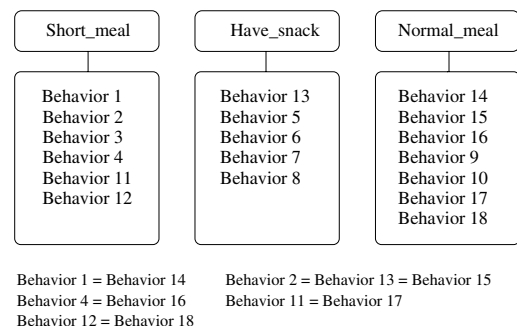 Short_meal
Behavior 1
Behavior 2
Behavior 3
Behavior 4
Behavior 11
Behavior 12
Have_snack
Behavior 13
Behavior 5
Behavior 6
Behavior 7
Behavior 8
Normal_meal
Behavior 14
Behavior 15
Behavior 16
Behavior 9
Behavior 10
Behavior 17
Behavior 18
Behavior 1 = Behavior 14
Behavior 4 = Behavior 16
Behavior 12 = Behavior 18
Behavior 2 = Behavior 13 = Behavior 15
Behavior 11 = Behavior 17